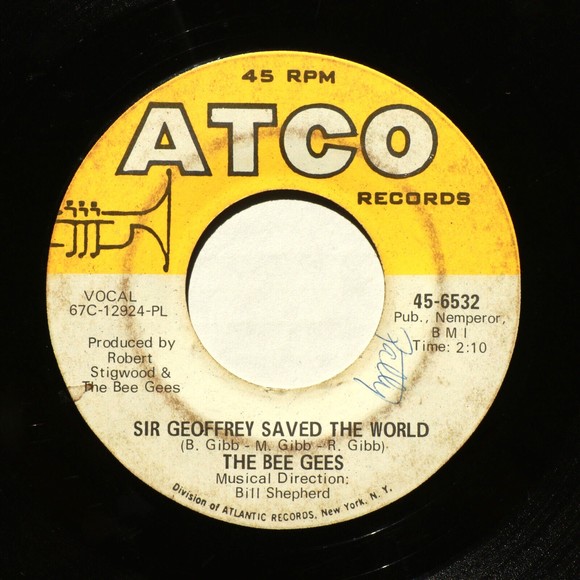 45 RPM
ATCO
RECORDS
VOCAL
67C-12924-PL
Produced by
Robert
Stigwood &
The Bee Gees
45-6532
Pub., Nemperor,
BMI
Time: 2:10
Patty
SIR GEOFFREY SAVED THE WORLD
(B. Gibb - M. Gibb - R. Gibb)
THE BEE GEES
Musical Direction:
Bill Shepherd
Division of ATLANTIC RECORDS, New York, N. Y.